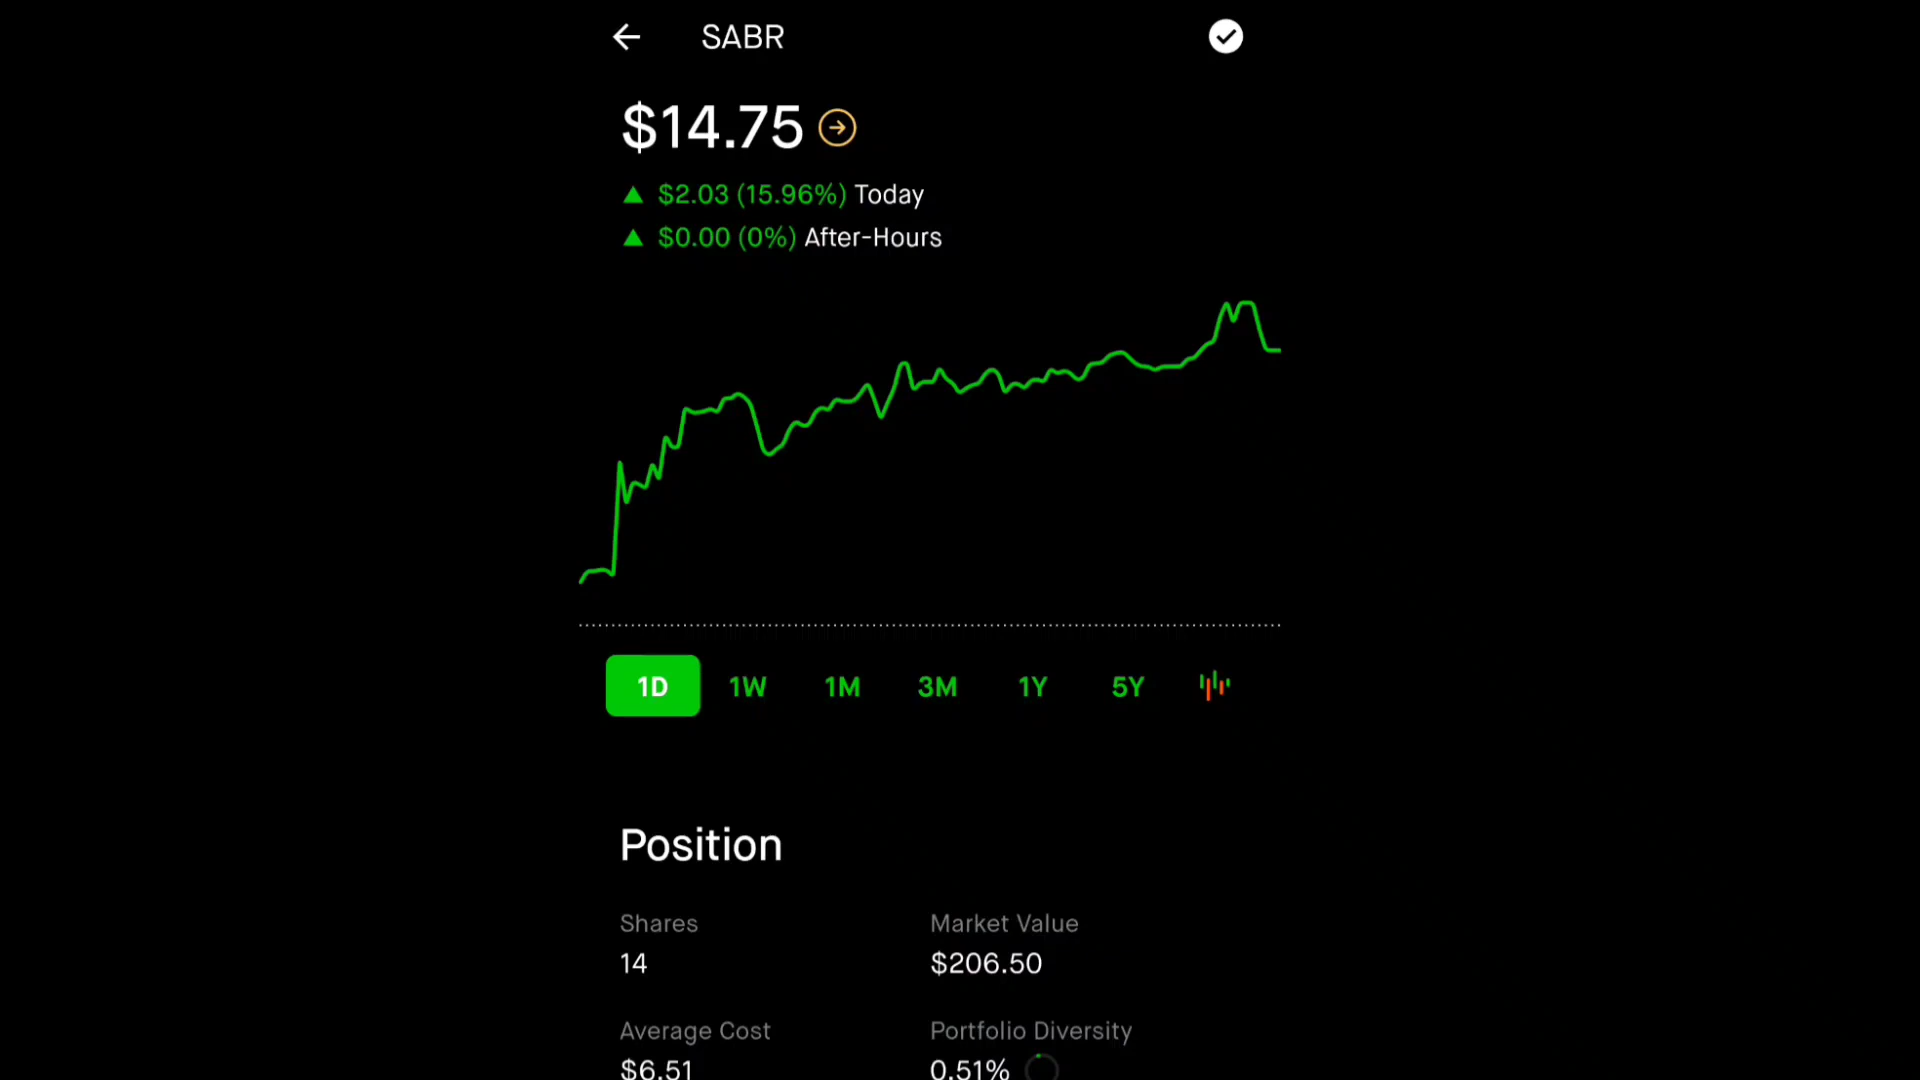 SABR
$14.75
$2.03 (15.96%) Today
$0.00 (0%) After-Hours
1D 1W 1M 3M 1Y 5Y
Position
Shares Market Value
14 $206.50
Average Cost Portfolio Diversity
$6.51 0.51%